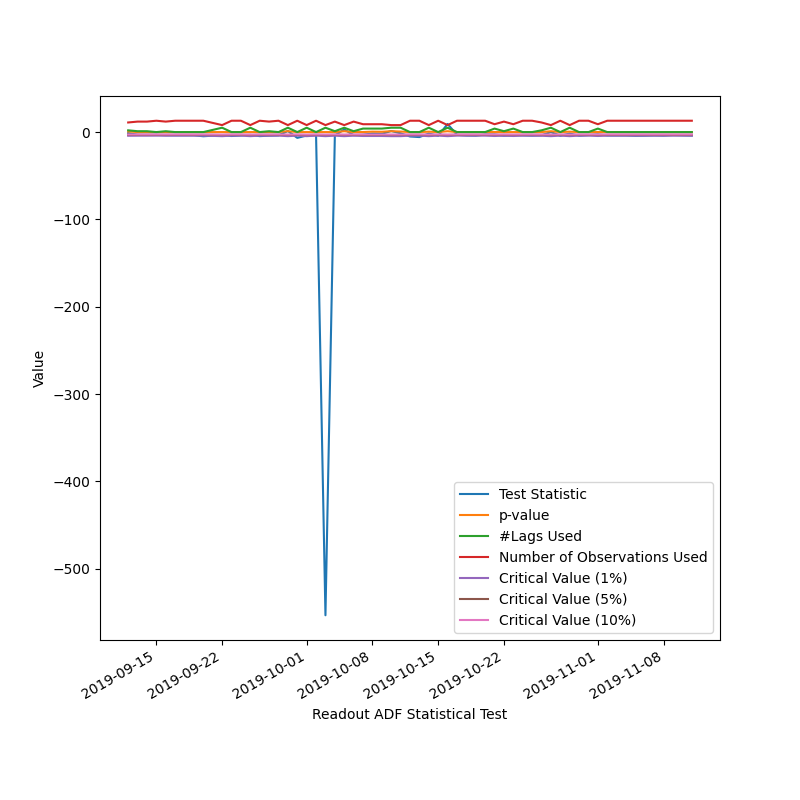 0
−100
−200
−300
−400
−500
Value
Test Statistic
p-value
#Lags Used
Number of Observations Used
Critical Value (1%)
Critical Value (5%)
Critical Value (10%)
2019-09-15
2019-09-22
2019-10-01
2019-10-08
2019-10-15
2019-10-22
2019-11-01
2019-11-08
Readout ADF Statistical Test